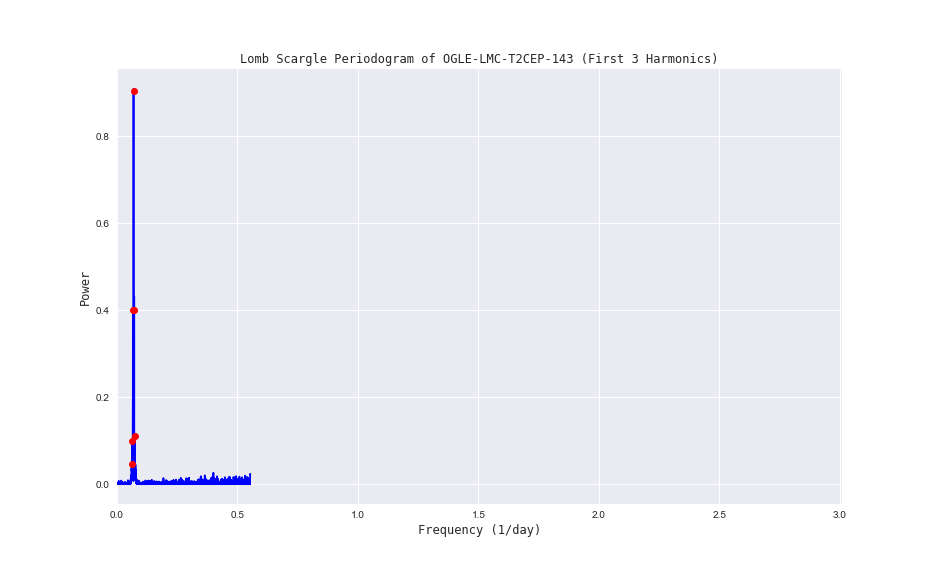 Lomb Scargle Periodogram of OGLE-LMC-T2CEP-143 (First 3 Harmonics)
0.8
0.6
0.4
0.2
0.0
Power
0.0 0.5 1.0 1.5 2.0 2.5 3.0
Frequency (1/day)